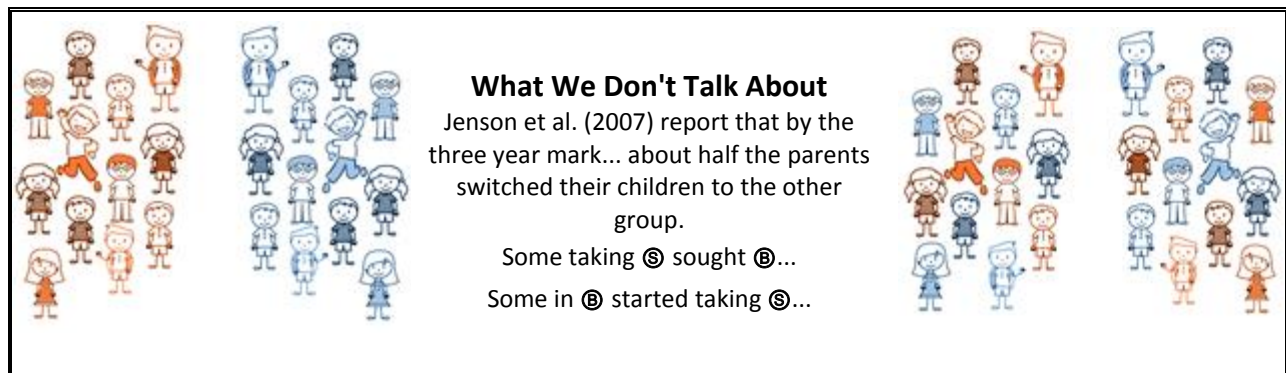 What We Don't Talk About
Jenson et al. (2007) report that by the
three year mark... about half the parents
switched their children to the other
group.
Some taking Ⓢ sought Ⓑ...
Some in Ⓑ started taking Ⓢ...